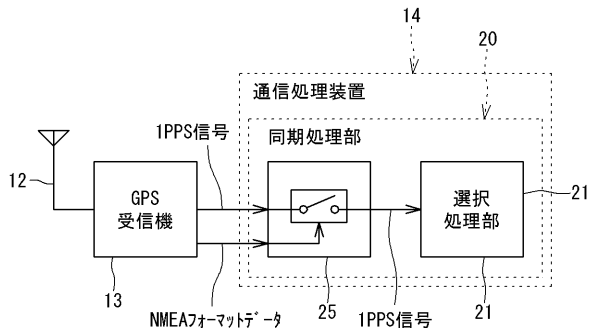 14
20
通信処理装置
1PPS信号
同期処理部
12
GPS
受信機
選択
処理部
21
13
25
21
NMEAフォーマットデータ
1PPS信号